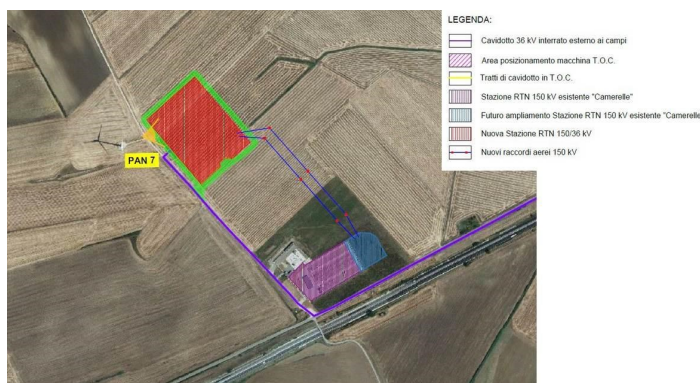 LEGENDA:
Cavidotto 36 kV interrato esterno ai campi
Area posizionamento macchina T.O.C.
Tratti di cavidotto in T.O.C.
Stazione RTN 150 kV esistente "Camerelle"
Futuro ampliamento Stazione RTN 150 kV esistente "Camerelle
Nuova Stazione RTN 150/36 kV
Nuovi raccordi aerei 150 kV
PAN 7